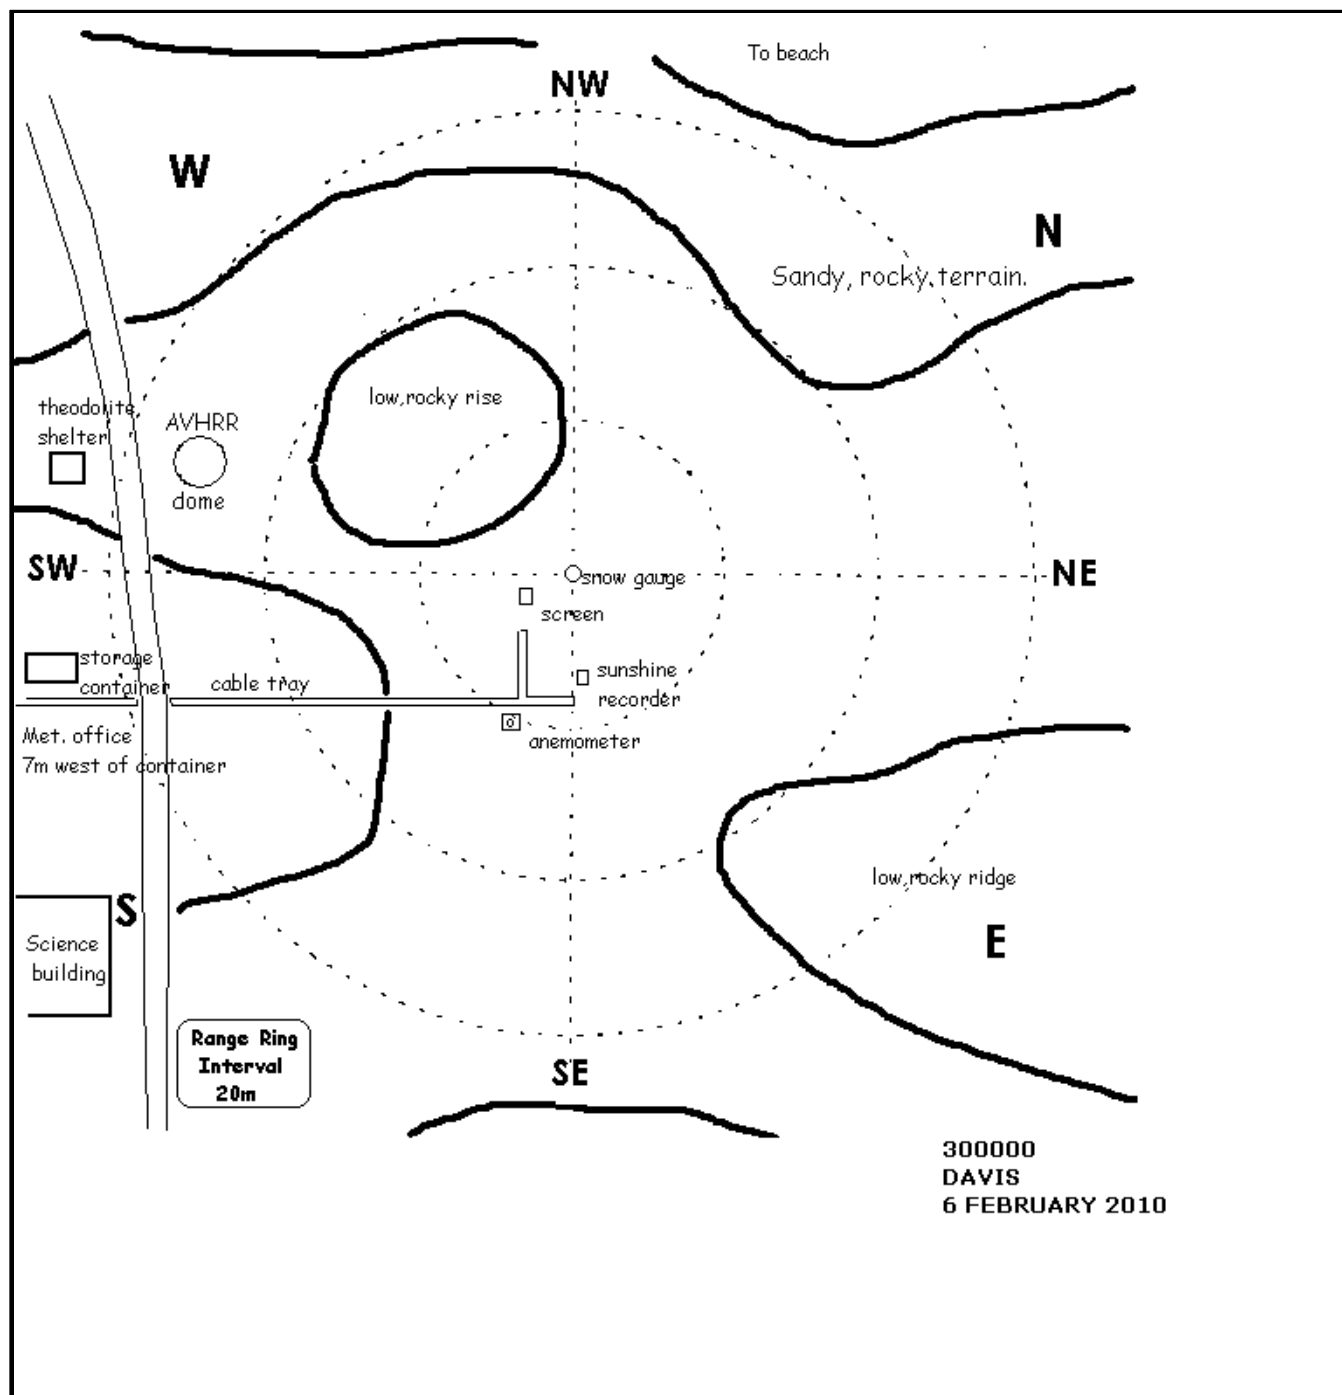 To beach
NW
W
N
Sandy, rocky terrain.
low,rocky rise
theodolite
shelter
AVHRR
dome
SW
snow gauge
NE
screen
storage
container
cable tray
sunshine
recorder
anemometer
Met. office
7m west of container
low,rocky ridge
S
E
Science
building
Range Ring
Interval
20m
SE
300000
DAVIS
6 FEBRUARY 2010